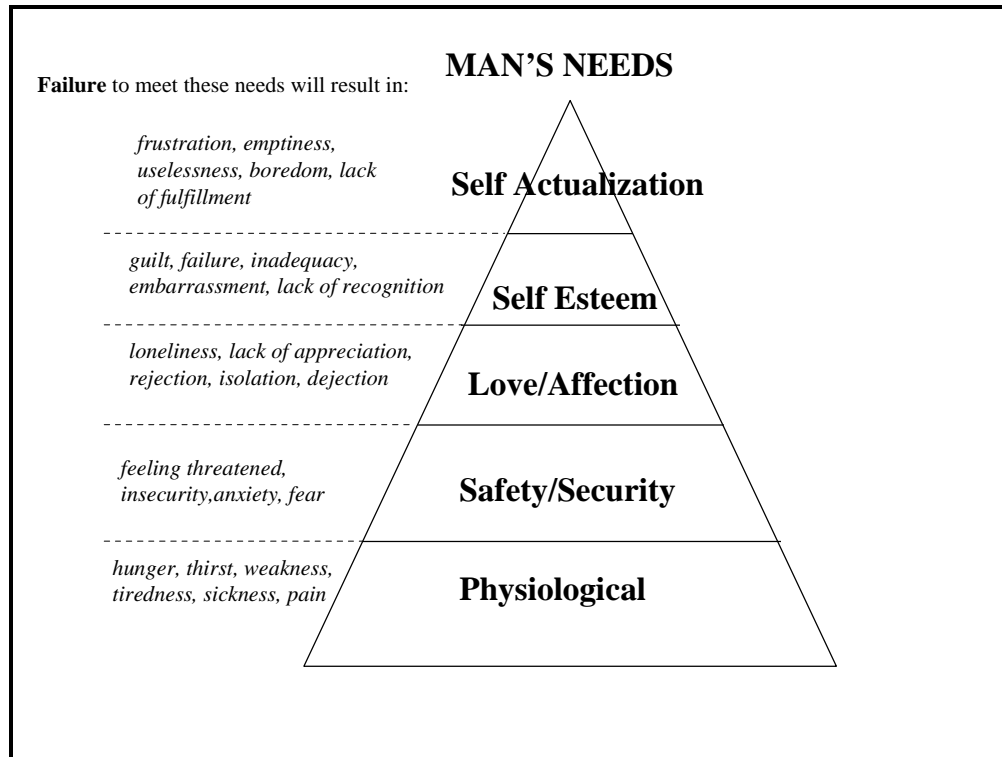 MAN’S NEEDS
Failure to meet these needs will result in:
frustration, emptiness,
uselessness, boredom, lack
of fulfillment
Self Actualization
guilt, failure, inadequacy,
embarrassment, lack of recognition
Self Esteem
loneliness, lack of appreciation,
rejection, isolation, dejection
Love/Affection
feeling threatened,
insecurity,anxiety, fear
Safety/Security
hunger, thirst, weakness,
tiredness, sickness, pain
Physiological